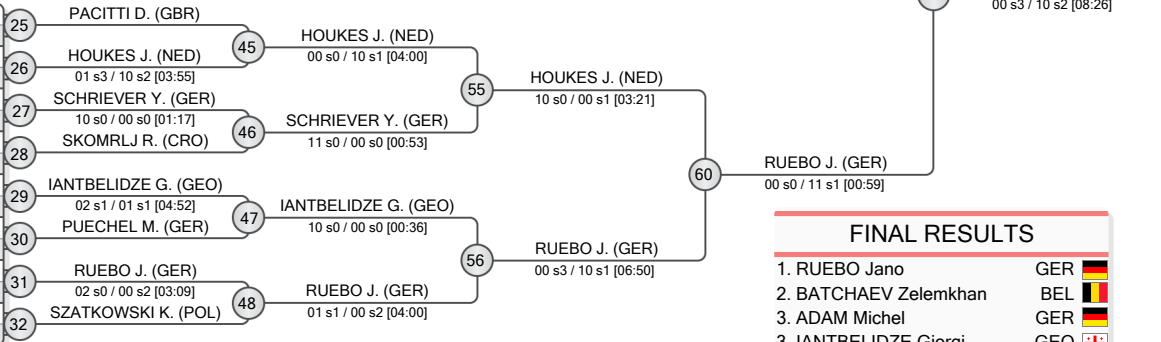 00 s3 / 10 s2 [08:26]
25
PACITTI D. (GBR)
45
HOUKES J. (NED)
00 s0 / 10 s1 [04:00]
26
HOUKES J. (NED)
01 s3 / 10 s2 [03:55]
55
HOUKES J. (NED)
10 s0 / 00 s1 [03:21]
27
SCHRIEVER Y. (GER)
10 s0 / 00 s0 [01:17]
46
SCHRIEVER Y. (GER)
11 s0 / 00 s0 [00:53]
28
SKOMRLJ R. (CRO)
60
RUEBO J. (GER)
00 s0 / 11 s1 [00:59]
29
IANTBELIDZE G. (GEO)
02 s1 / 01 s1 [04:52]
47
IANTBELIDZE G. (GEO)
10 s0 / 00 s0 [00:36]
30
PUECHEL M. (GER)
56
RUEBO J. (GER)
00 s3 / 10 s1 [06:50]
31
RUEBO J. (GER)
02 s0 / 00 s2 [03:09]
48
RUEBO J. (GER)
01 s1 / 00 s2 [04:00]
32
SZATKOWSKI K. (POL)
FINAL RESULTS
1. RUEBO Jano GER
2. BATCHAEV Zelemkhan BEL
3. ADAM Michel GER
3. IANTBELIDZE Giorgi GEO